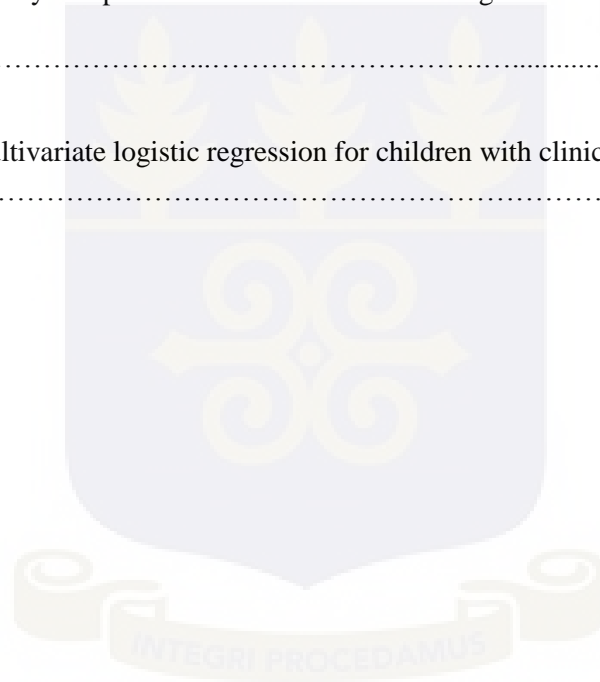 ……………………...……………………….…...........
ltivariate logistic regression for children with clinic
………………………………………………………………
INTEGRI PROCEDAMUS